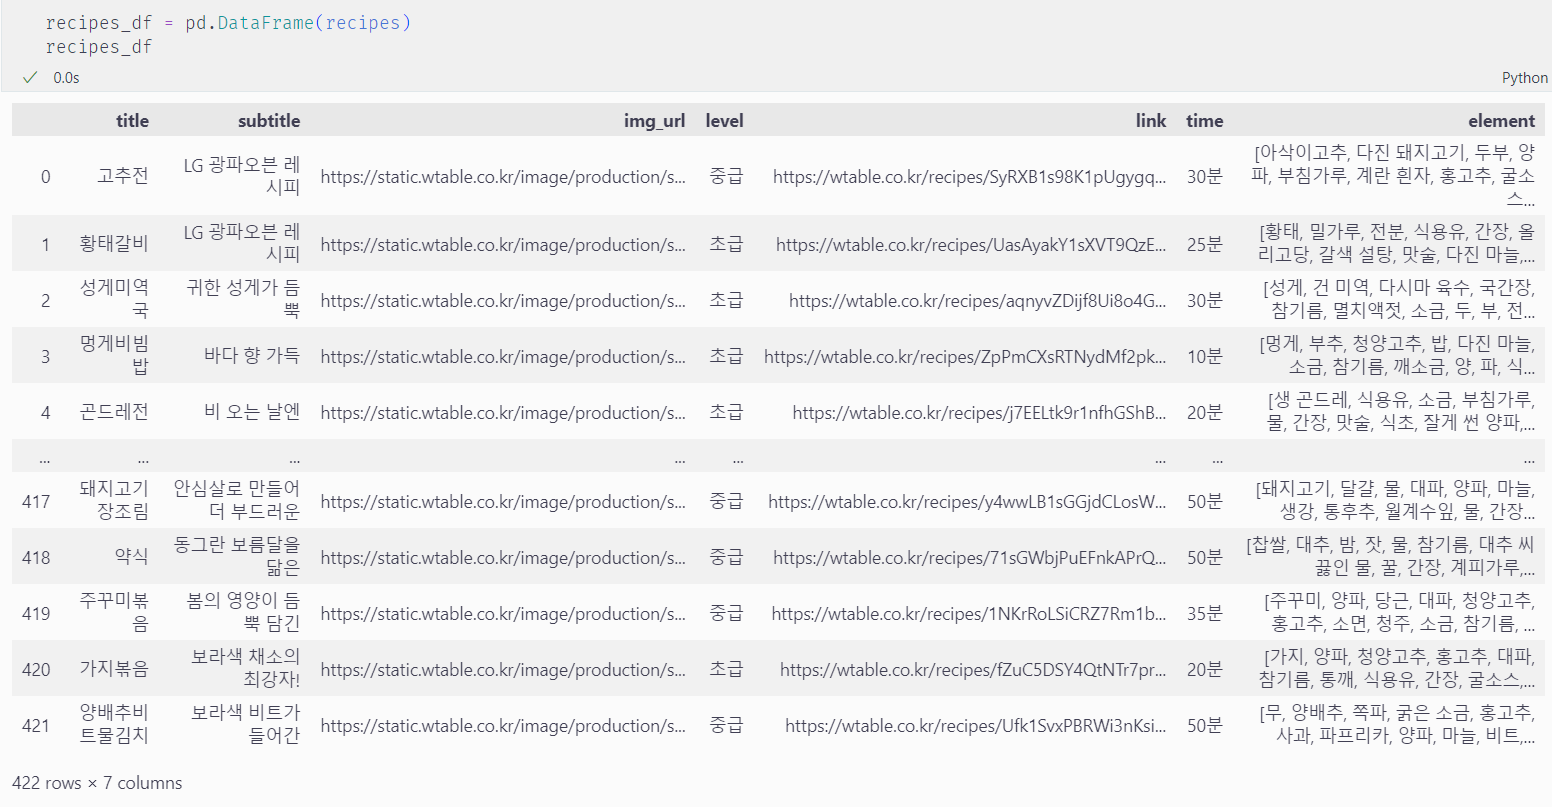 recipes_df = pd.DataFrame(recipes)
recipes_df
✓ 0.0s Python
title subtitle img_url level link time element
0 고추전 LG 광파오븐 레시피 https://static.wtable.co.kr/image/production/s... 중급 https://wtable.co.kr/recipes/SyRXB1s98K1pUgygq... 30분 [아삭이고추, 다진 돼지고기, 두부, 양파, 부침가루, 계란 흰자, 홍고추, 굴소스...
1 황태갈비 LG 광파오븐 레시피 https://static.wtable.co.kr/image/production/s... 초급 https://wtable.co.kr/recipes/UasAyakY1sXVT9QzE... 25분 [황태, 밀가루, 전분, 식용유, 간장, 올리고당, 갈색 설탕, 맛술, 다진 마늘,...
2 성게미역국 귀한 성게가 듬뿍 https://static.wtable.co.kr/image/production/s... 초급 https://wtable.co.kr/recipes/aqnyvZDijf8Ui8o4G... 30분 [성게, 건 미역, 다시마 육수, 국간장, 참기름, 멸치액젓, 소금, 두, 부, 전...
3 멍게비빔밥 바다 향 가득 https://static.wtable.co.kr/image/production/s... 초급 https://wtable.co.kr/recipes/ZpPmCXsRTNydMf2pk... 10분 [멍게, 부추, 청양고추, 밥, 다진 마늘, 소금, 참기름, 깨소금, 양, 파, 식...
4 곤드레전 비 오는 날엔 https://static.wtable.co.kr/image/production/s... 초급 https://wtable.co.kr/recipes/j7EELtk9r1nfhGShB... 20분 [생 곤드레, 식용유, 소금, 부침가루, 물, 간장, 맛술, 식초, 잘게 썬 양파,...
... ... ... ... ... ... ... ...
417 돼지고기 장조림 안심살로 만들어 더 부드러운 https://static.wtable.co.kr/image/production/s... 중급 https://wtable.co.kr/recipes/y4wwLB1sGGjdCLosW... 50분 [돼지고기, 달걀, 물, 대파, 양파, 마늘, 생강, 통후추, 월계수잎, 물, 간장...
418 약식 동그란 보름달을 닮은 https://static.wtable.co.kr/image/production/s... 중급 https://wtable.co.kr/recipes/71sGWbjPuEFnkAPrQ... 50분 [찹쌀, 대추, 밤, 잣, 물, 참기름, 대추 씨 끓인 물, 꿀, 간장, 계피가루,...
419 주꾸미볶음 봄의 영양이 듬뿍 담긴 https://static.wtable.co.kr/image/production/s... 중급 https://wtable.co.kr/recipes/1NKrRoLSiCRZ7Rm1b... 35분 [주꾸미, 양파, 당근, 대파, 청양고추, 홍고추, 소면, 청주, 소금, 참기름, ...
420 가지볶음 보라색 채소의 최강자! https://static.wtable.co.kr/image/production/s... 초급 https://wtable.co.kr/recipes/fZuC5DSY4QtNTr7pr... 20분 [가지, 양파, 청양고추, 홍고추, 대파, 참기름, 통깨, 식용유, 간장, 굴소스,...
421 양배추비트물김치 보라색 비트가 들어간 https://static.wtable.co.kr/image/production/s... 중급 https://wtable.co.kr/recipes/Ufk1SvxPBRWi3nKsi... 50분 [무, 양배추, 쪽파, 굵은 소금, 홍고추, 사과, 파프리카, 양파, 마늘, 비트,...
422 rows × 7 columns